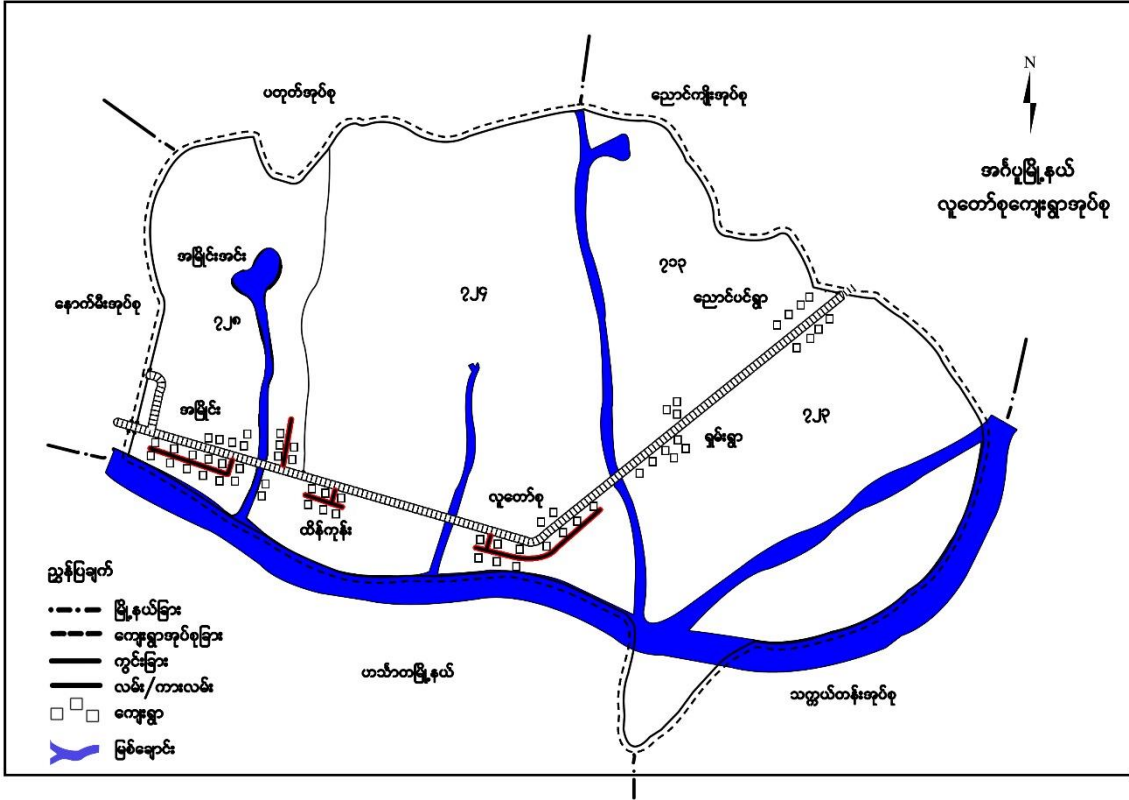 ပတုတ်အုပ်စု
ညောင်ကျိုးအုပ်စု
N
အင်္ဂပူမြို့နယ်
လူတော်စုကျေးရွာအုပ်စု
အမြိုင်းအင်း
နောက်မီးအုပ်စု
၇၂၈
၇၂၄
၇၁၃
ညောင်ပင်ရွာ
အမြိုင်း
ရှမ်းရွာ
၇၂၃
လူတော်စု
ထိန်ကုန်း
ညွှန်ပြချက်
မြို့နယ်ခြား
ကျေးရွာအုပ်စုခြား
ကွင်းခြား
လမ်း/ကားလမ်း
ကျေးရွာ
မြစ်ချောင်း
ဟင်္သာတမြို့နယ်
သက္ကယ်တန်းအုပ်စု